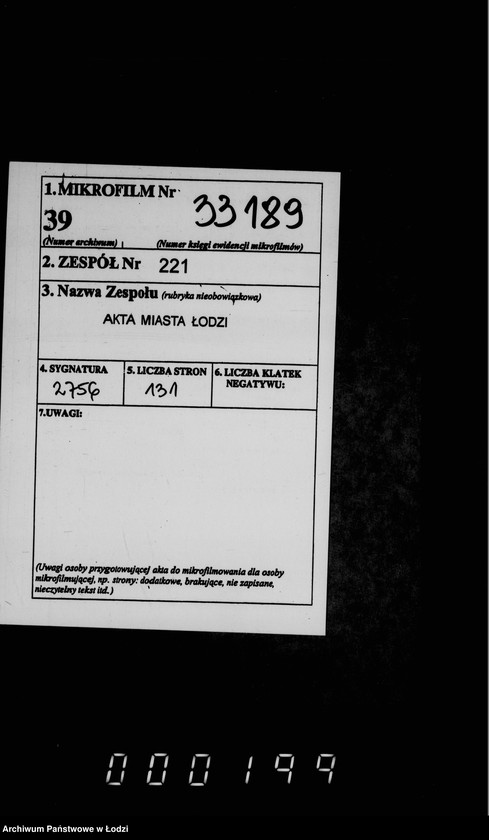 1. MIKROFILM Nr 33189
39
(Numer archiwum) (Numer księgi ewidencji mikrofilmów)
2. ZESPÓŁ Nr 221
3. Nazwa Zespołu (rubryka nieobowiązkowa)
AKTA MIASTA ŁODZI
4. SYGNATURA 5. LICZBA STRON 6. LICZBA KLATEK
NEGATYWU:
2756 131
7.UWAGI:
(Uwagi osoby przygotowującej akta do mikrofilmowania dla osoby
mikrofilmującej, np. strony: dodatkowe, brakujące, nie zapisane,
nieczytelny tekst itd.)
000199
Archiwum Państwowe w Łodzi